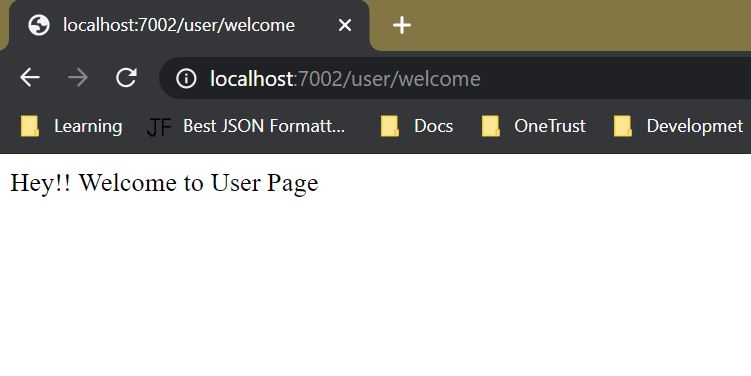 localhost:7002/user/welcome
localhost:7002/user/welcome
Learning JF Best JSON Formatt... Docs OneTrust Developmet
Hey!! Welcome to User Page